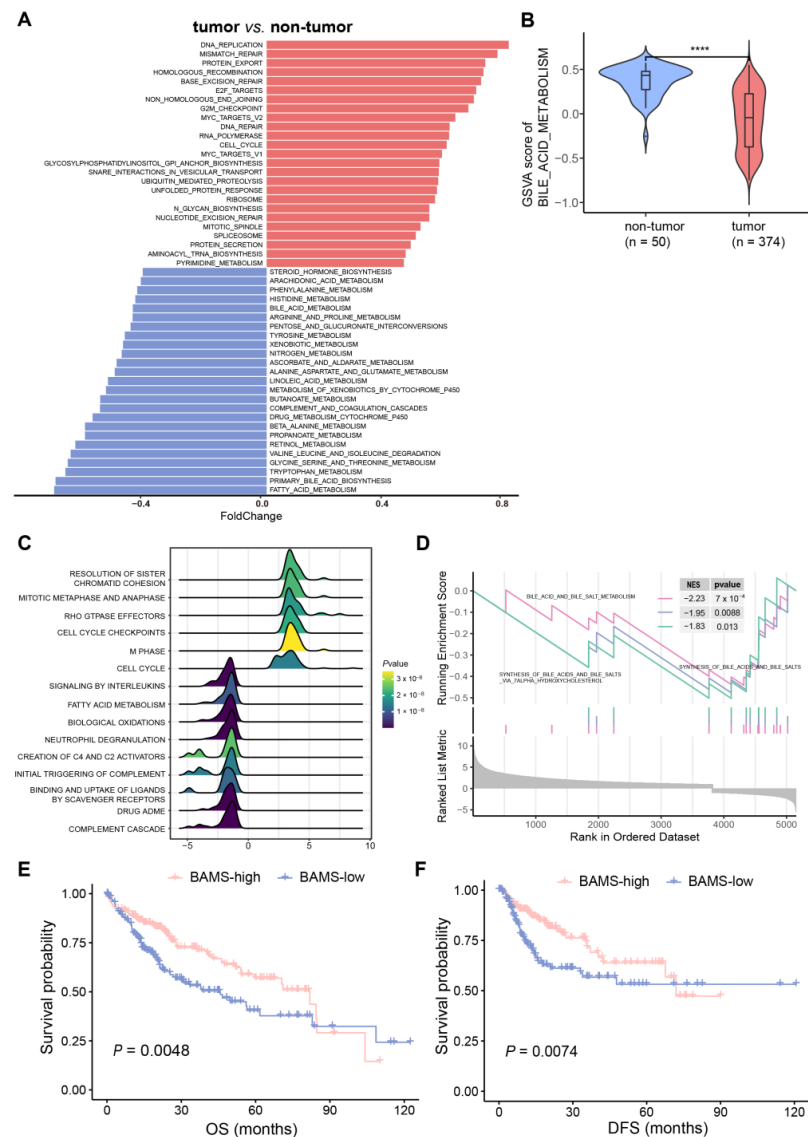 A
tumor vs. non-tumor
DNA_REPLICATION
MISMATCH_REPAIR
PROTEIN_EXPORT
HOMOLOGOUS_RECOMBINATION
BASE_EXCISION_REPAIR
E2F_TARGETS
NON_HOMOLOGOUS_END_JOINING
G2M_CHECKPOINT
MYC_TARGETS_V2
DNA_REPAIR
RNA_POLYMERASE
CELL_CYCLE
MYC_TARGETS_V1
GLYCOSYLPHOSPHATIDYLINOSITOL_GPI_ANCHOR_BIOSYNTHESIS
SNARE_INTERACTIONS_IN_VESICULAR_TRANSPORT
UBIQUITIN_MEDIATED_PROTEOLYSIS
UNFOLDED_PROTEIN_RESPONSE
RIBOSOME
N_GLYCAN_BIOSYNTHESIS
NUCLEOTIDE_EXCISION_REPAIR
MITOTIC_SPINDLE
SPLICEOSOME
PROTEIN_SECRETION
AMINOACYL_TRNA_BIOSYNTHESIS
PYRIMIDINE_METABOLISM
STEROID_HORMONE_BIOSYNTHESIS
ARACHIDONIC_ACID_METABOLISM
PHENYLALANINE_METABOLISM
HISTIDINE_METABOLISM
BILE_ACID_METABOLISM
ARGININE_AND_PROLINE_METABOLISM
PENTOSE_AND_GLUCURONATE_INTERCONVERSIONS
TYROSINE_METABOLISM
XENOBIOTIC_METABOLISM
NITROGEN_METABOLISM
ASCORBATE_AND_ALDARATE_METABOLISM
ALANINE_ASPARTATE_AND_GLUTAMATE_METABOLISM
LINOLEIC_ACID_METABOLISM
METABOLISM_OF_XENOBIOTICS_BY_CYTOCHROME_P450
BUTANOATE_METABOLISM
COMPLEMENT_AND_COAGULATION_CASCADES
DRUG_METABOLISM_CYTOCHROME_P450
BETA_ALANINE_METABOLISM
PROPANOATE_METABOLISM
RETINOL_METABOLISM
VALINE_LEUCINE_AND_ISOLEUCINE_DEGRADATION
GLYCINE_SERINE_AND_THREONINE_METABOLISM
TRYPTOPHAN_METABOLISM
PRIMARY_BILE_ACID_BIOSYNTHESIS
FATTY_ACID_METABOLISM
−0.4 0.0 0.4 0.8
FoldChange
B
GSVA score of
BILE_ACID_METABOLISM
0.5
0.0
−0.5
−1.0
****
non-tumor tumor
(n = 50) (n = 374)
C
RESOLUTION OF SISTER
CHROMATID COHESION
MITOTIC METAPHASE AND ANAPHASE
RHO GTPASE EFFECTORS
CELL CYCLE CHECKPOINTS
M PHASE
CELL CYCLE
SIGNALING BY INTERLEUKINS
FATTY ACID METABOLISM
BIOLOGICAL OXIDATIONS
NEUTROPHIL DEGRANULATION
CREATION OF C4 AND C2 ACTIVATORS
INITIAL TRIGGERING OF COMPLEMENT
BINDING AND UPTAKE OF LIGANDS
BY SCAVENGER RECEPTORS
DRUG ADME
COMPLEMENT CASCADE
−5 0 5 10
Pvalue
3 x 10⁻⁸
2 x 10⁻⁸
1 x 10⁻⁸
D
Running Enrichment Score
0.0
−0.1
−0.2
−0.3
−0.4
−0.5
BILE_ACID_AND_BILE_SALT_METABOLISM
NES pvalue
−2.23 7 x 10⁻⁴
−1.95 0.0088
−1.83 0.013
SYNTHESIS_OF_BILE_ACIDS_AND_BILE_SALTS
SYNTHESIS_OF_BILE_ACIDS_AND_BILE_SALTS
_VIA_7ALPHA_HYDROXYCHOLESTEROL
Ranked List Metric
10
5
0
−5
1000 2000 3000 4000 5000
Rank in Ordered Dataset
E
BAMS-high BAMS-low
Survival probability
1.00
0.75
0.50
0.25
0.00
P = 0.0048
0 30 60 90 120
OS (months)
F
BAMS-high BAMS-low
Survival probability
1.00
0.75
0.50
0.25
0.00
P = 0.0074
0 30 60 90 120
DFS (months)